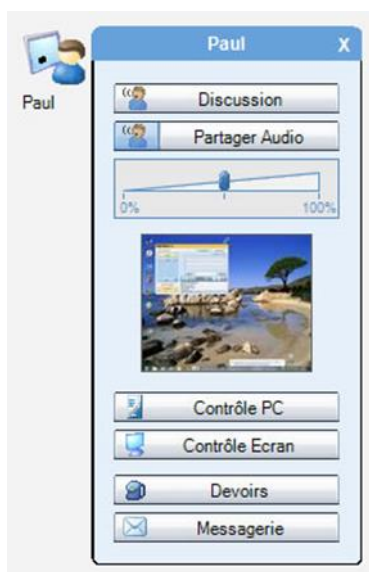 Paul X
Paul
Discussion
Partager Audio
0% 100%
Contrôle PC
Contrôle Ecran
Devoirs
Messagerie